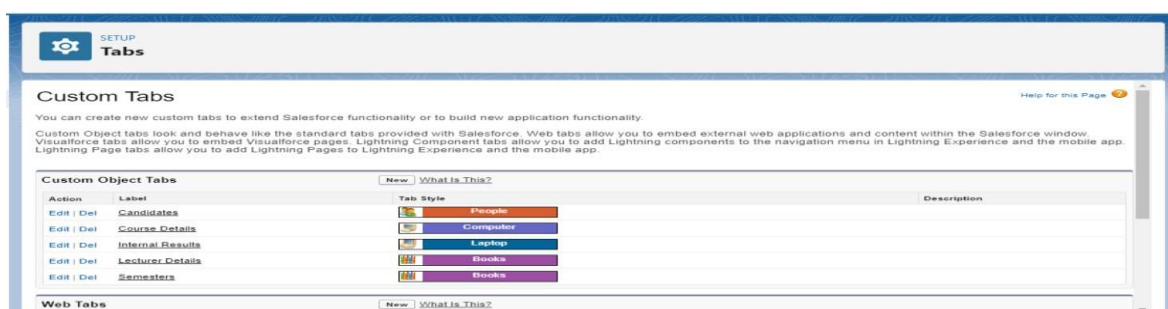 SETUP
Tabs
Custom Tabs
Help for this Page
You can create new custom tabs to extend Salesforce functionality or to build new application functionality.
Custom Object tabs look and behave like the standard tabs provided with Salesforce. Web tabs allow you to embed external web applications and content within the Salesforce window.
Visualforce tabs allow you to embed Visualforce pages. Lightning Component tabs allow you to add Lightning components to the navigation menu in Lightning Experience and the mobile app.
Lightning Page tabs allow you to add Lightning Pages to Lightning Experience and the mobile app.
Custom Object Tabs New What Is This?
Action Label Tab Style Description
Edit | Del Candidates People
Edit | Del Course Details Computer
Edit | Del Internal Results Laptop
Edit | Del Lecturer Details Books
Edit | Del Semesters Books
Web Tabs New What Is This?